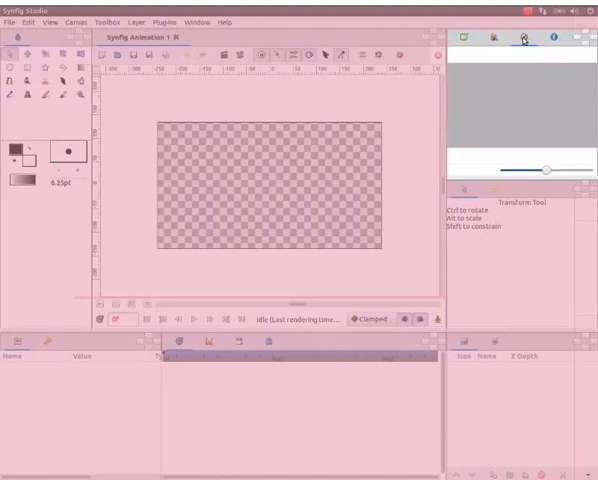 Synfig Studio
File Edit View Canvas Toolbox Layer Plug-Ins Window Help
Synfig Animation 1
6.25pt
Transform Tool
Ctrl to rotate
Alt to scale
Shift to constrain
0f
Idle (Last rendering time...
Clamped
Name Value
Icon Name Z Depth